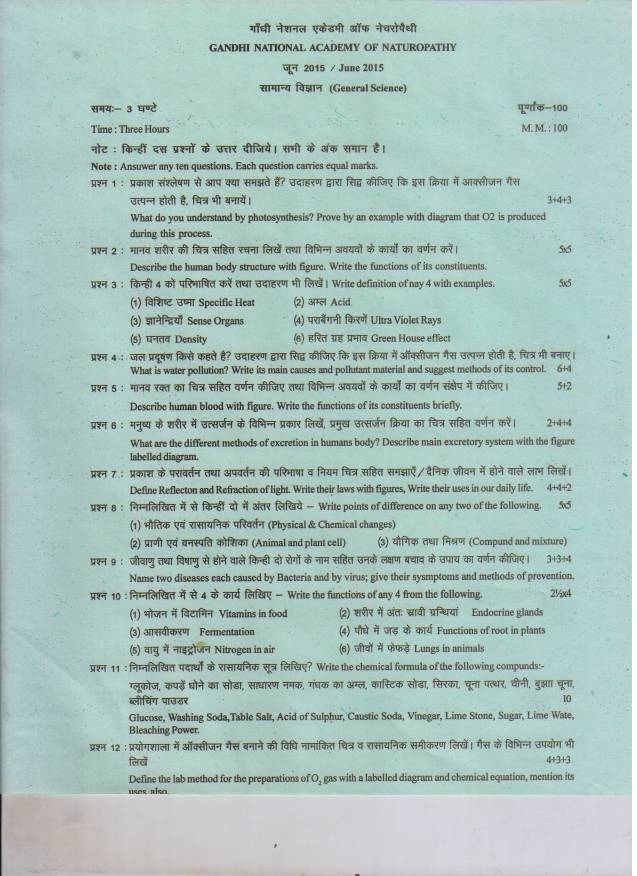 गाँधी नेशनल एकेडमी ऑफ नेचरोपैथी
GANDHI NATIONAL ACADEMY OF NATUROPATHY
जून 2015 / June 2015
सामान्य विज्ञान (General Science)
समय:- 3 घण्टे पूर्णांक-100
Time : Three Hours M.M. : 100
नोट : किन्हीं दस प्रश्नों के उत्तर दीजिये। सभी के अंक समान है।
Note : Ansuwer any ten questions. Each question carries equal marks.
प्रश्न 1 : प्रकाश संश्लेषण से आप क्या समझते हैं? उदाहरण द्वारा सिद्व कीजिए कि इस क्रिया में आक्सीजन गैस
उत्पन होती है, चित्र भी बनायें। 3+4+3
What do you understand by photosynthesis? Prove by an example with diagram that O2 is produced
during this process.
प्रश्न 2 : मानव शरीर की चित्र सहित रचना लिखें तथा विभिन्न अवयवों के कार्यो का वर्णन करें। 5x5
Describe the human body structure with figure. Write the functions of its constituents.
प्रश्न 3 : किन्ही 4 को परिभाषित करें तथा उदाहरण भी लिखें। Write definition of nay 4 with examples. 5x5
(1) विशिष्ट उष्मा Specific Heat (2) अम्ल Acid
(3) ज्ञानेन्द्रियाँ Sense Organs (4) पराबैंगनी किरणें Ultra Violet Rays
(5) घनतव Density (6) हरित ग्रह प्रभाव Green House effect
प्रश्न 4 : जल प्रदूषण किसे कहते है? उदाहरण द्वारा सिद्व कीजिए कि इस क्रिया में ऑक्सीजन गैस उत्पन्न होती है, चित्र भी बनाए।
What is water pollution? Write its main causes and pollutant material and suggest methods of its control. 6+4
प्रश्न 5 : मानव रक्त का चित्र सहित वर्णन कीजिए तथा विभिन्न अवयवों के कार्यो का वर्णन संक्षेप में कीजिए। 5+2
Describe human blood with figure. Write the functions of its constituents briefly.
प्रश्न 6 : मनुष्य के शरीर में उत्सर्जन के विभिन्न प्रकार लिखें, प्रमुख उत्सर्जन क्रिया का चित्र सहित वर्णन करें। 2+4+4
What are the different methods of excretion in humans body? Describe main excretory system with the figure
labelled diagram.
प्रश्न 7 : प्रकाश के परावर्तन तथा अपवर्तन की परिभाषा व नियम चित्र सहित समझाएँ/दैनिक जीवन में होने वाले लाभ लिखें।
Define Reflecton and Refraction of light. Write their laws with figures, Write their uses in our daily life. 4+4+2
प्रश्न 8 : निम्नलिखित में से किन्हीं दो में अंतर लिखिये – Write points of difference on any two of the following. 5x5
(1) भौतिक एवं रासायनिक परिवर्तन (Physical & Chemical changes)
(2) प्राणी एवं वनस्पति कोशिका (Animal and plant cell) (3) यौगिक तथा मिश्रण (Compund and mixture)
प्रश्न 9 : जीवाणु तथा विषाणु से होने वाले किन्ही दो रोगों के नाम सहित उनके लक्षण बचाव के उपाय का वर्णन कीजिए। 3+3+4
Name two diseases each caused by Bacteria and by virus; give their sysmptoms and methods of prevention.
प्रश्न 10 : निम्नलिखित में से 4 के कार्य लिखिए – Write the functions of any 4 from the following. 2½x4
(1) भोजन में विटामिन Vitamins in food (2) शरीर में अंतः स्रावी ग्रन्थियां Endocrine glands
(3) आसवीकरण Fermentation (4) पौधे में जड़ के कार्य Functions of root in plants
(5) वायु में नाइट्रोजन Nitrogen in air (6) जीवों में फेफड़े Lungs in animals
प्रश्न 11 : निम्नलिखित पदार्थों के रासायनिक सूत्र लिखिए? Write the chemical formula of the following compunds:-
ग्लूकोज, कपड़ें धोने का सोडा, साधारण नमक, गंधक का अम्ल, कास्टिक सोडा, सिरका, चूना पत्थर, चीनी, बुझा चूना,
ब्लीचिंग पाउडर 10
Glucose, Washing Soda,Table Salt, Acid of Sulphur, Caustic Soda, Vinegar, Lime Stone, Sugar, Lime Wate,
Bleaching Power.
प्रश्न 12 : प्रयोगशाला में ऑक्सीजन गैस बनाने की विधि नामांकित चित्र व रासायनिक समीकरण लिखें। गैस के विभिन्न उपयोग भी
लिखें 4+3+3
Define the lab method for the preparations of O₂ gas with a labelled diagram and chemical equation, mention its
uses also.